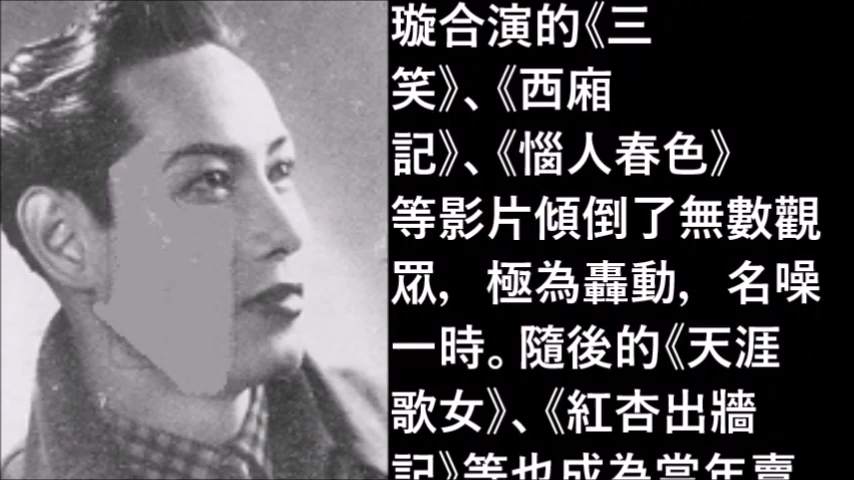 璇合演的《三
笑》、《西廂
記》、《惱人春色》
等影片傾倒了無數觀
眾，極為轟動，名噪
一時。隨後的《天涯
歌女》、《紅杏出牆
記》等也成為當年賣